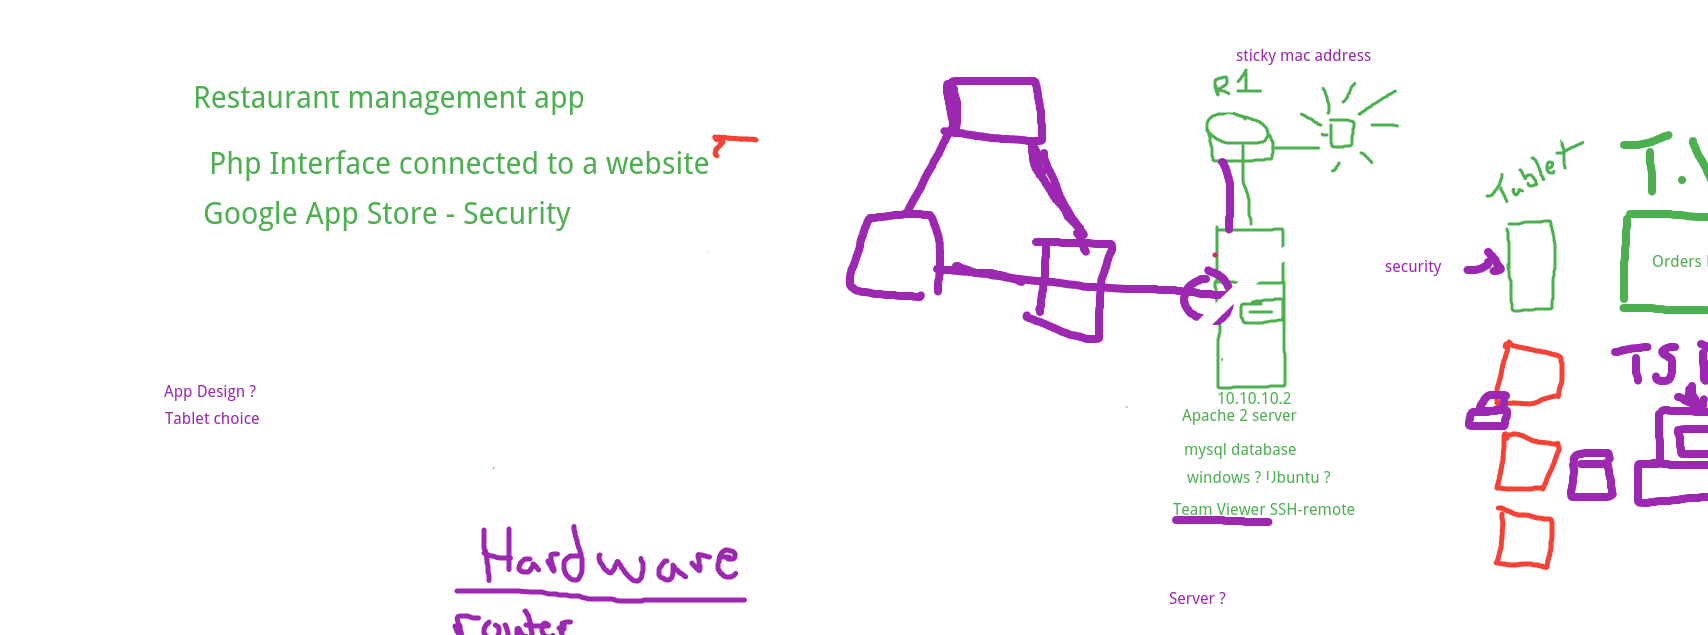 sticky mac address
R1
Restaurant management app
Php Interface connected to a website
Google App Store - Security
Tablet
T.V
security
Orders
TS
App Design ?
Tablet choice
10.10.10.2
Apache 2 server
mysql database
windows ? Ubuntu ?
Team Viewer SSH-remote
Hardware
Server ?
router